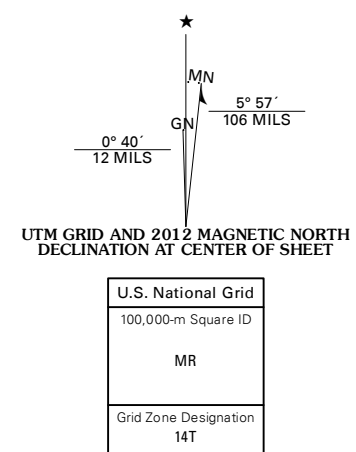 ★
MN
GN
5° 57´
106 MILS
0° 40´
12 MILS
UTM GRID AND 2012 MAGNETIC NORTH
DECLINATION AT CENTER OF SHEET
U.S. National Grid
100,000-m Square ID
MR
Grid Zone Designation
14T